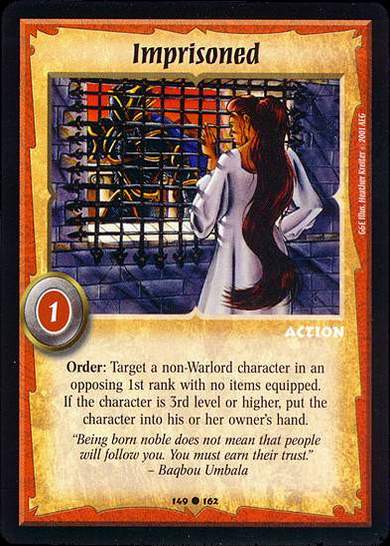 Imprisoned
G&E Illus. Heather Kreiter © 2001 AEG
1
ACTION
Order: Target a non-Warlord character in an
opposing 1st rank with no items equipped.
If the character is 3rd level or higher, put the
character into his or her owner's hand.
"Being born noble does not mean that people
will follow you. You must earn their trust."
– Baqbou Umbala
149 ● 162